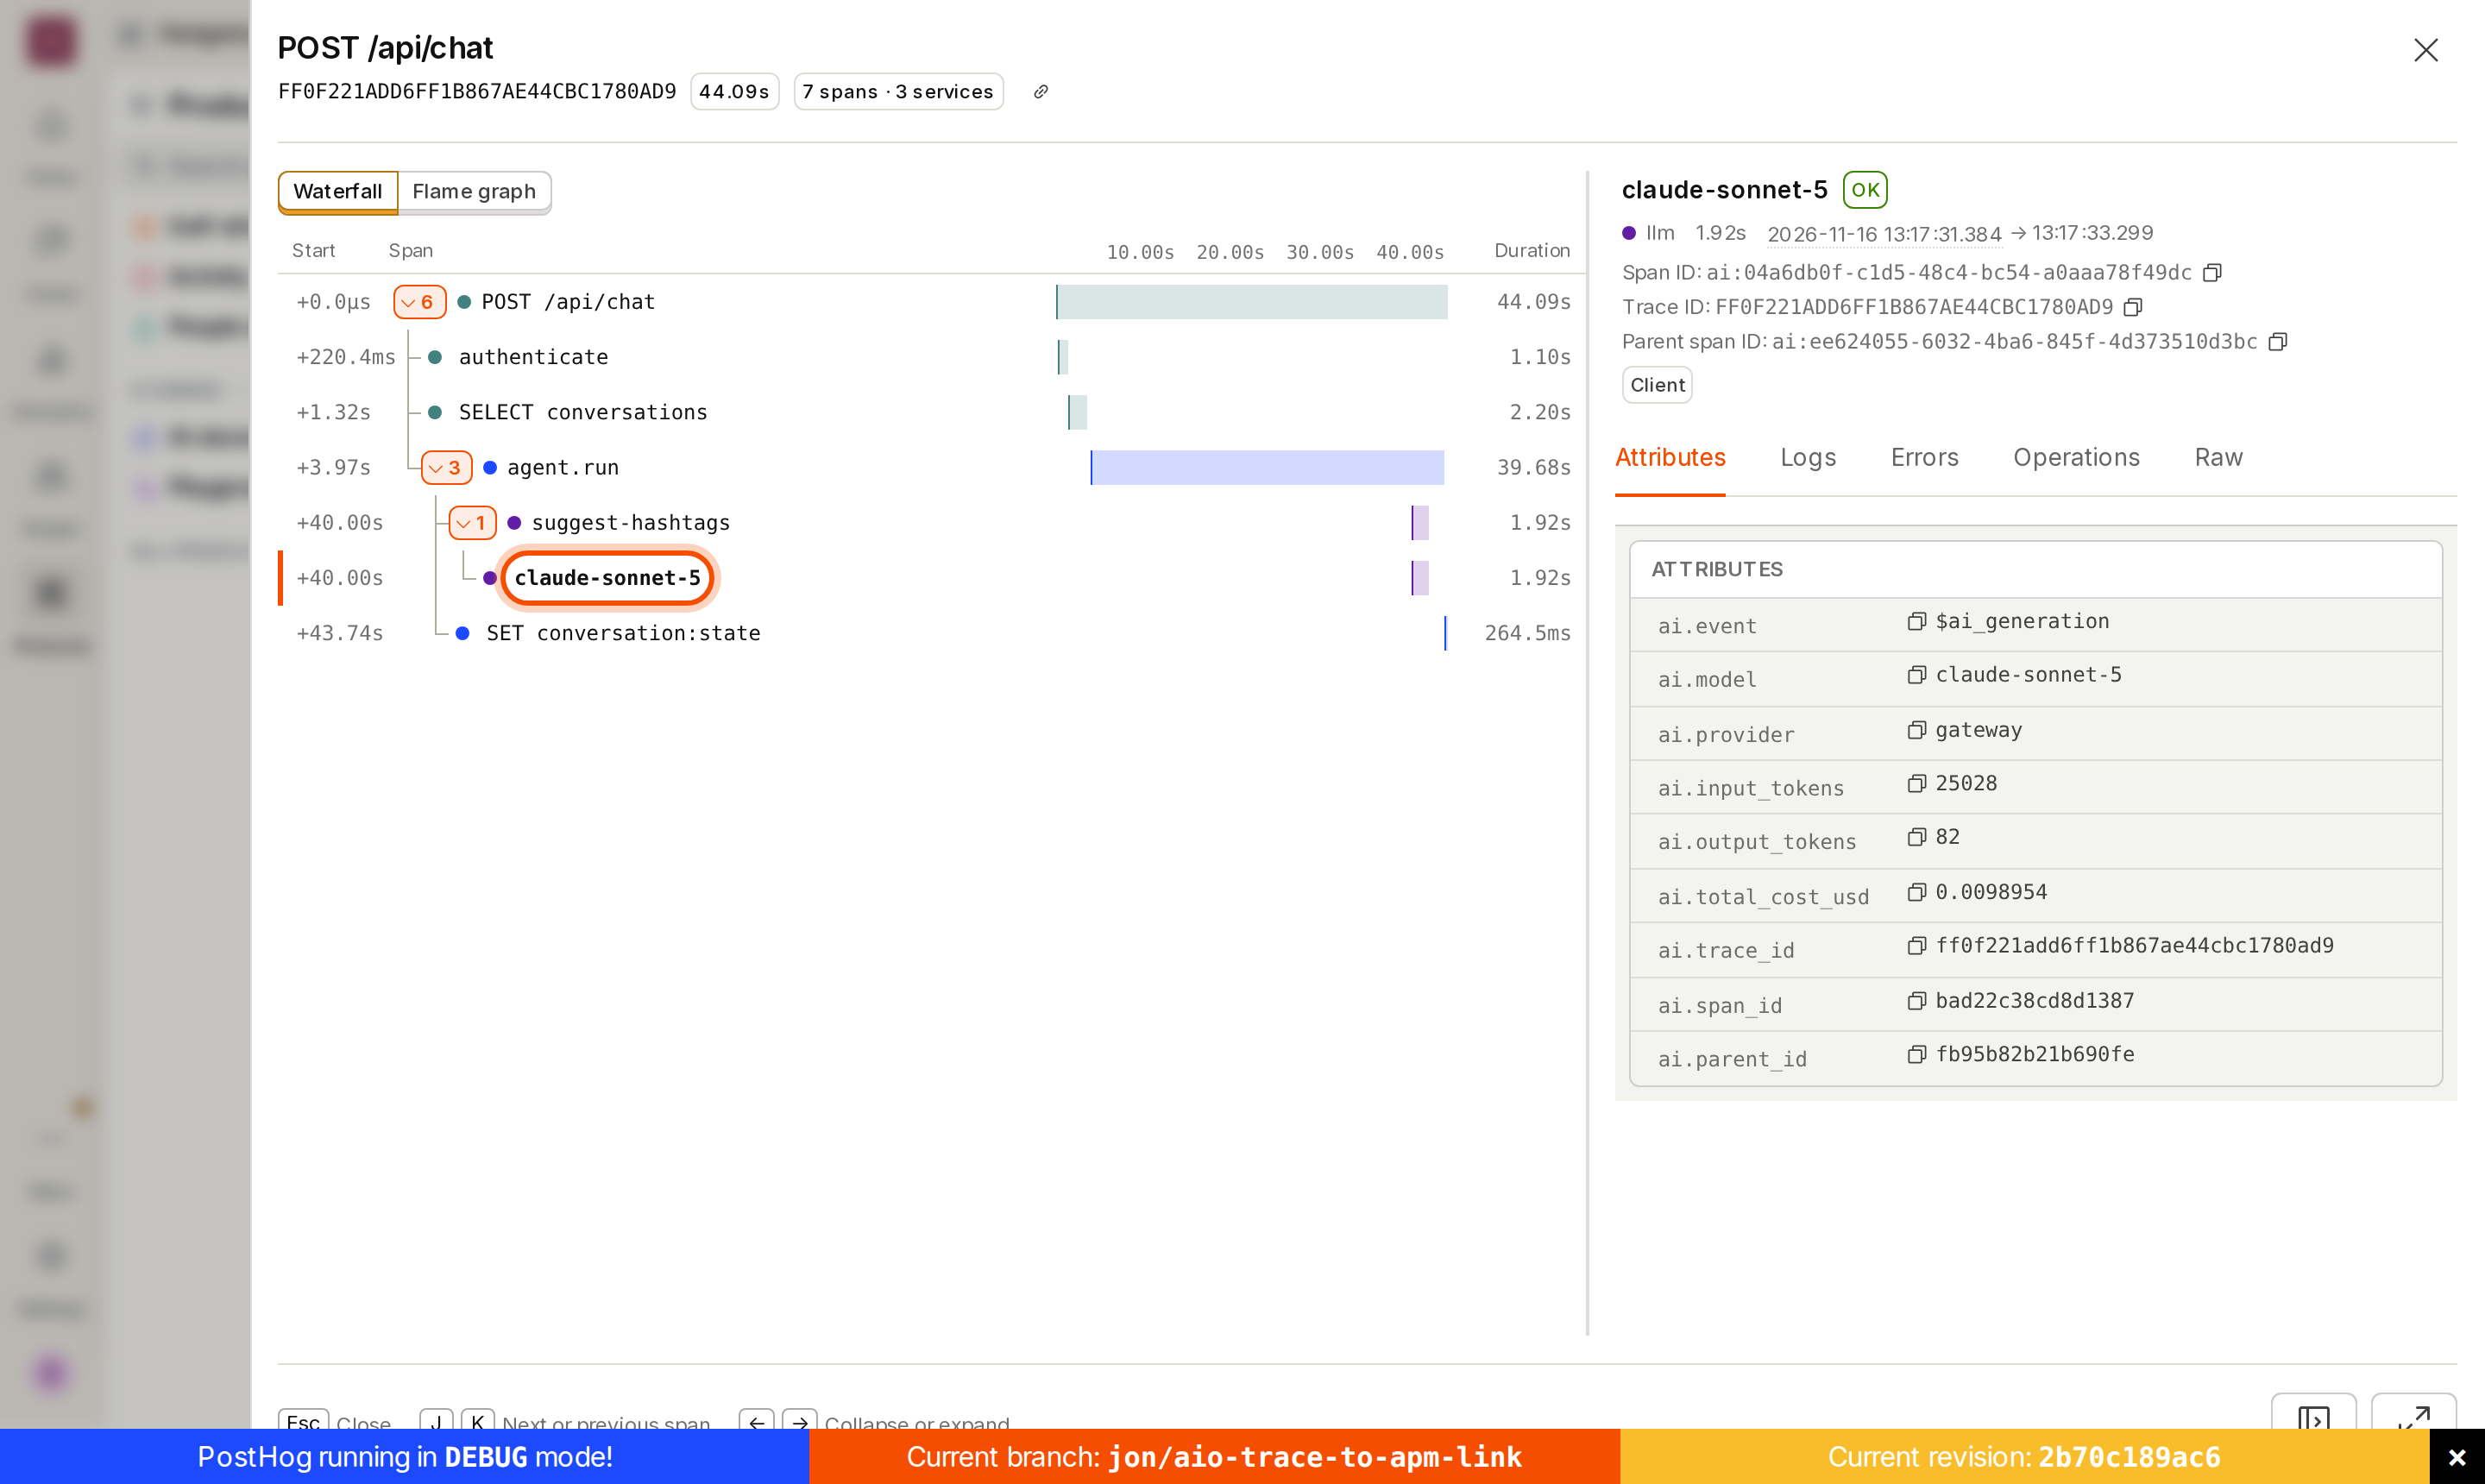 POST /api/chat
FF0F221ADD6FF1B867AE44CBC1780AD9 44.09s 7 spans · 3 services
Waterfall Flame graph
Start Span 10.00s 20.00s 30.00s 40.00s Duration
+0.0µs 6 POST /api/chat 44.09s
+220.4ms authenticate 1.10s
+1.32s SELECT conversations 2.20s
+3.97s 3 agent.run 39.68s
+40.00s 1 suggest-hashtags 1.92s
+40.00s claude-sonnet-5 1.92s
+43.74s SET conversation:state 264.5ms
claude-sonnet-5 OK
llm 1.92s 2026-11-16 13:17:31.384 → 13:17:33.299
Span ID: ai:04a6db0f-c1d5-48c4-bc54-a0aaa78f49dc
Trace ID: FF0F221ADD6FF1B867AE44CBC1780AD9
Parent span ID: ai:ee624055-6032-4ba6-845f-4d373510d3bc
Client
Attributes Logs Errors Operations Raw
ATTRIBUTES
ai.event $ai_generation
ai.model claude-sonnet-5
ai.provider gateway
ai.input_tokens 25028
ai.output_tokens 82
ai.total_cost_usd 0.0098954
ai.trace_id ff0f221add6ff1b867ae44cbc1780ad9
ai.span_id bad22c38cd8d1387
ai.parent_id fb95b82b21b690fe
Esc Close J K Next or previous span ← → Collapse or expand
PostHog running in DEBUG mode! Current branch: jon/aio-trace-to-apm-link Current revision: 2b70c189ac6